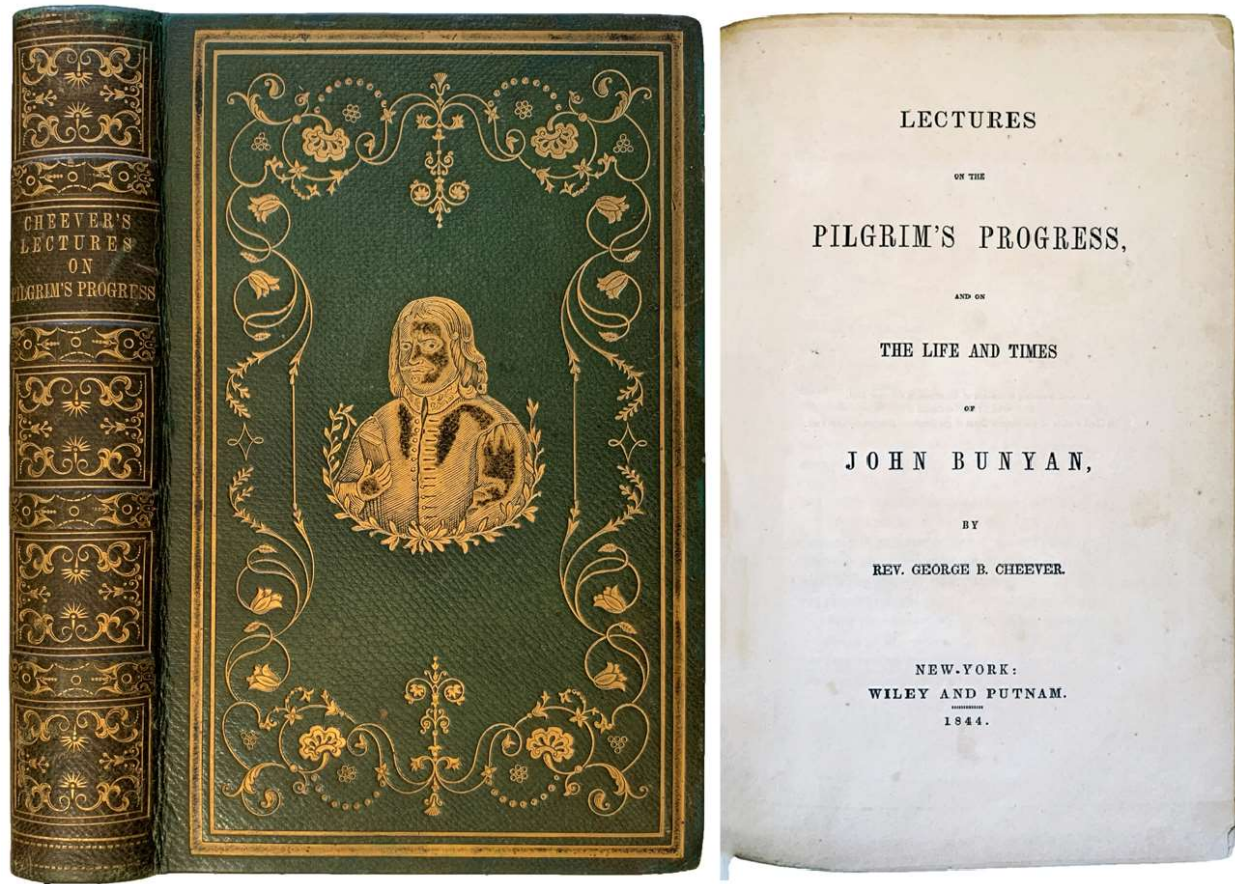 CHEEVER'S
LECTURES
ON
PILGRIM'S PROGRESS
LECTURES
ON THE
PILGRIM'S PROGRESS,
AND ON
THE LIFE AND TIMES
OF
JOHN BUNYAN,
BY
REV. GEORGE B. CHEEVER.
NEW-YORK:
WILEY AND PUTNAM.
1844.